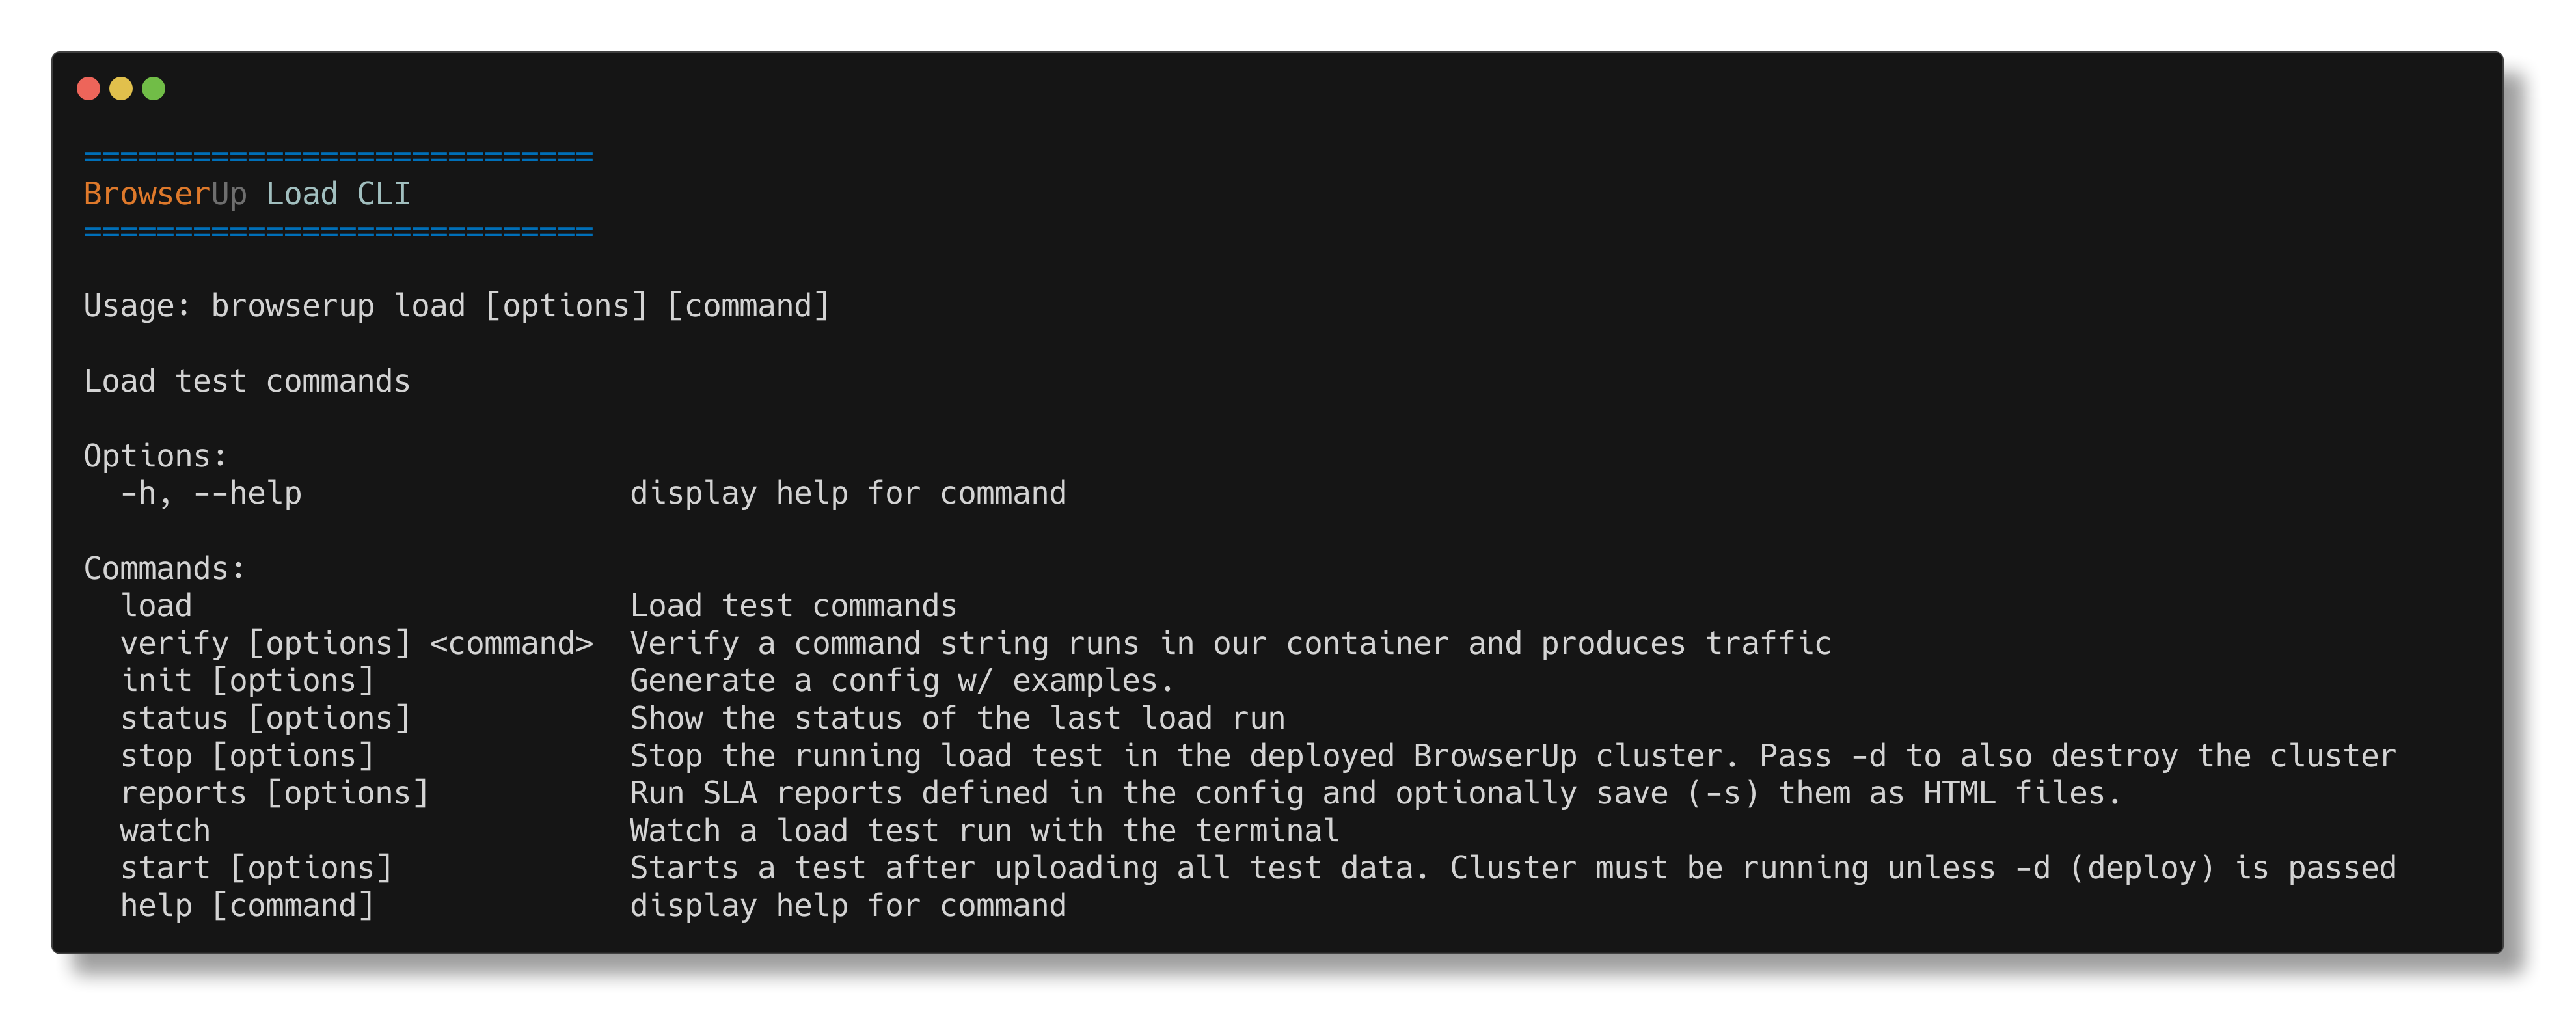 ============================
BrowserUp Load CLI
============================
Usage: browserup load [options] [command]
Load test commands
Options:
  -h, --help                  display help for command
Commands:
  load                        Load test commands
  verify [options] <command>  Verify a command string runs in our container and produces traffic
  init [options]              Generate a config w/ examples.
  status [options]            Show the status of the last load run
  stop [options]              Stop the running load test in the deployed BrowserUp cluster. Pass -d to also destroy the cluster
  reports [options]           Run SLA reports defined in the config and optionally save (-s) them as HTML files.
  watch                       Watch a load test run with the terminal
  start [options]             Starts a test after uploading all test data. Cluster must be running unless -d (deploy) is passed
  help [command]              display help for command